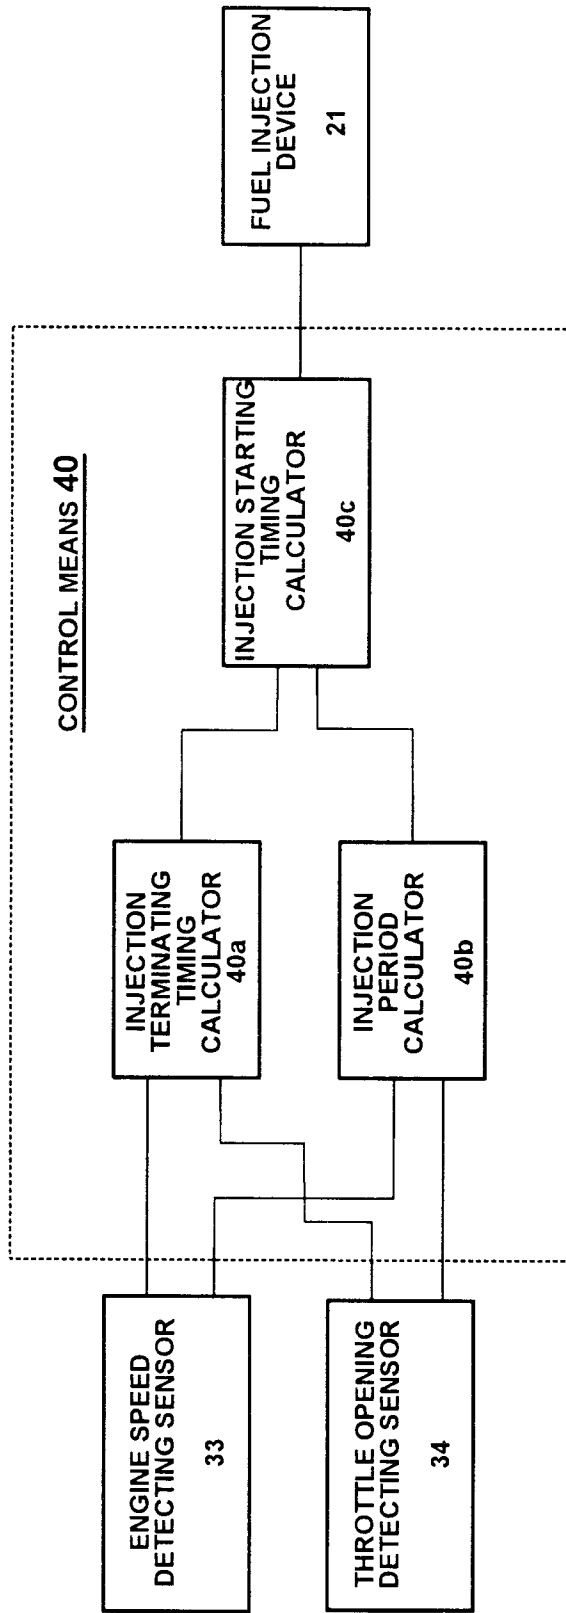 CONTROL MEANS 40
ENGINE SPEED
DETECTING SENSOR
33
THROTTLE OPENING
DETECTING SENSOR
34
INJECTION
TERMINATING
TIMING
CALCULATOR
40a
INJECTION
PERIOD
CALCULATOR
40b
INJECTION STARTING
TIMING
CALCULATOR
40c
FUEL INJECTION
DEVICE
21